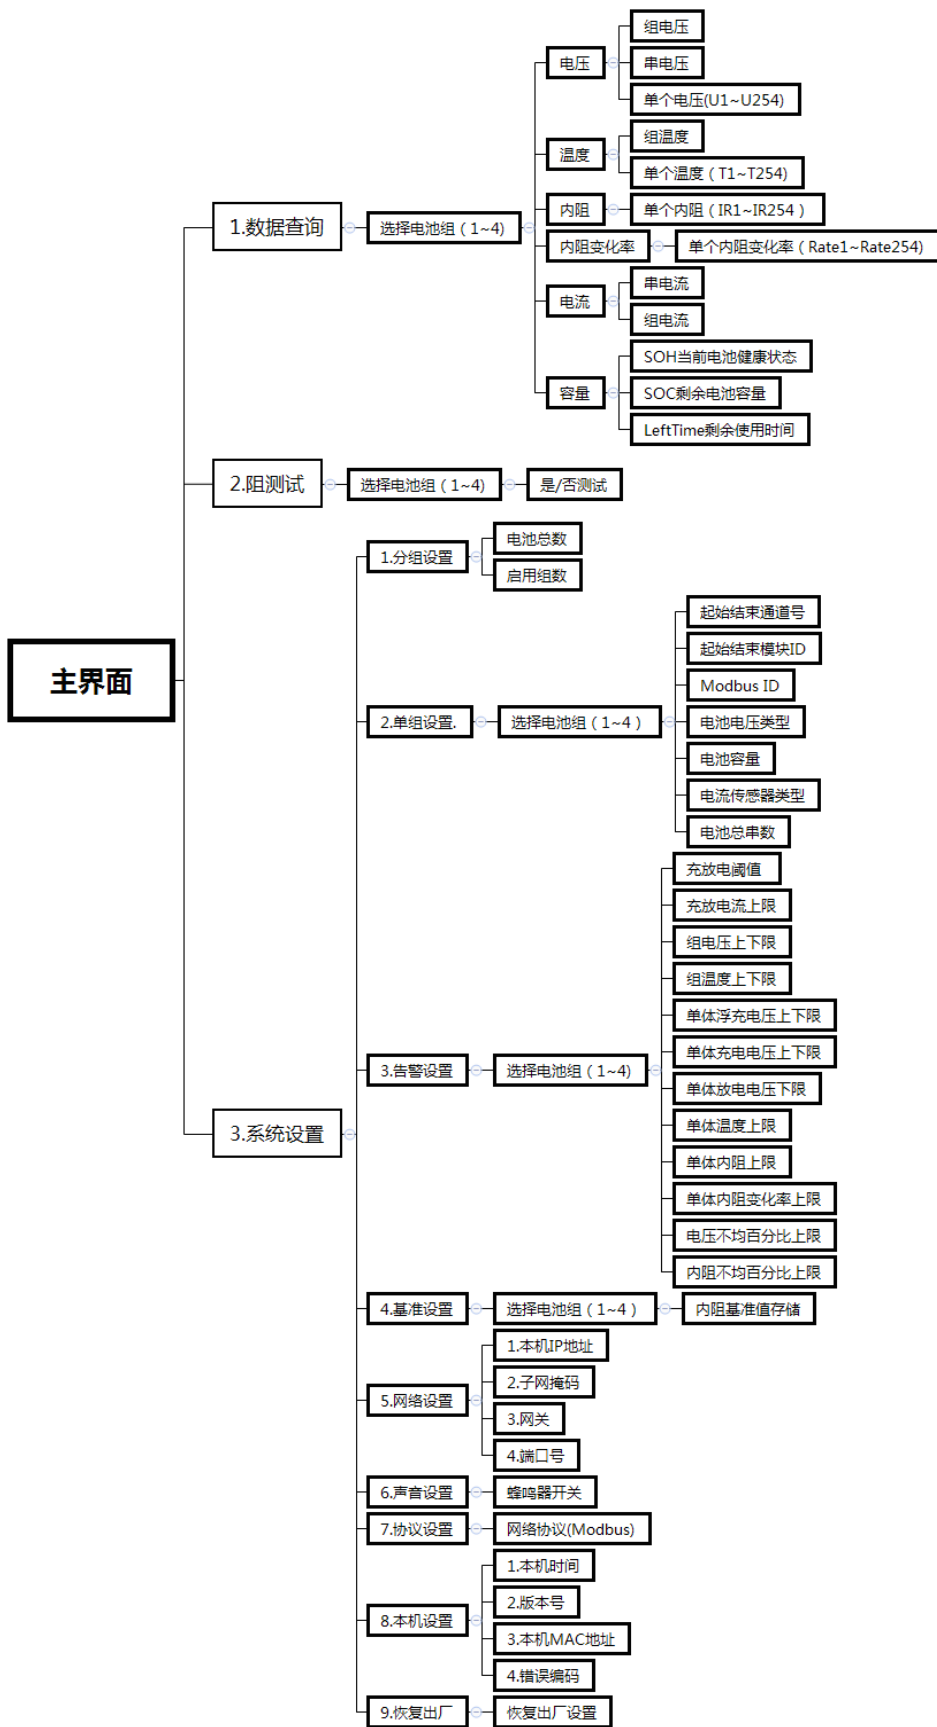 主界面
1.数据查询
选择电池组（1~4)
电压
组电压
串电压
单个电压(U1~U254)
温度
组温度
单个温度（T1~T254)
内阻
单个内阻（IR1~IR254）
内阻变化率
单个内阻变化率（Rate1~Rate254)
电流
串电流
组电流
容量
SOH当前电池健康状态
SOC剩余电池容量
LeftTime剩余使用时间
2.阻测试
选择电池组（1~4)
是/否测试
3.系统设置
1.分组设置
电池总数
启用组数
2.单组设置.
选择电池组（1~4）
起始结束通道号
起始结束模块ID
Modbus ID
电池电压类型
电池容量
电流传感器类型
电池总串数
3.告警设置
选择电池组（1~4)
充放电阈值
充放电流上限
组电压上下限
组温度上下限
单体浮充电压上下限
单体充电电压上下限
单体放电电压下限
单体温度上限
单体内阻上限
单体内阻变化率上限
电压不均百分比上限
内阻不均百分比上限
4.基准设置
选择电池组（1~4）
内阻基准值存储
5.网络设置
1.本机IP地址
2.子网掩码
3.网关
4.端口号
6.声音设置
蜂鸣器开关
7.协议设置
网络协议(Modbus)
8.本机设置
1.本机时间
2.版本号
3.本机MAC地址
4.错误编码
9.恢复出厂
恢复出厂设置